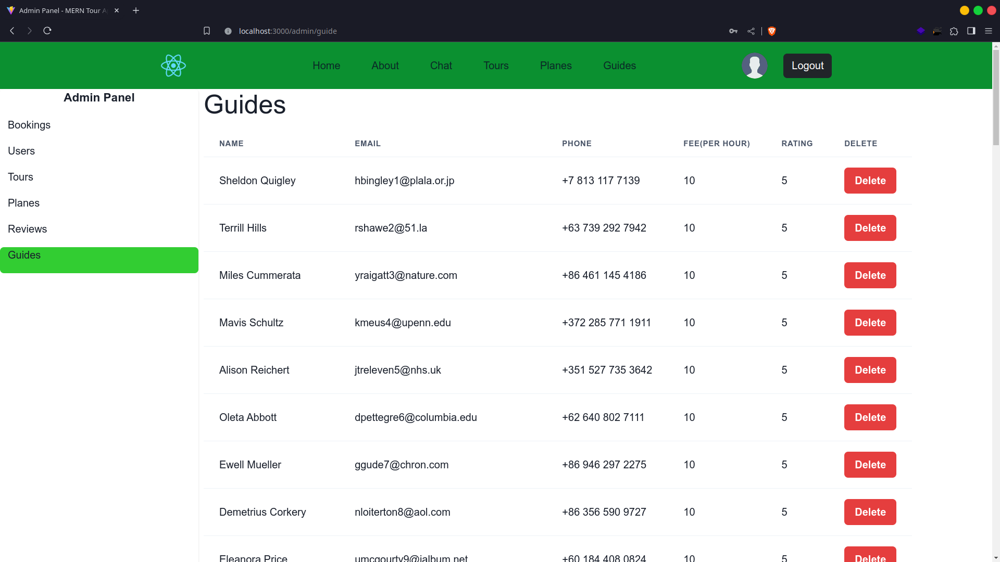 Admin Panel - MERN Tour A
localhost:3000/admin/guide
Home About Chat Tours Planes Guides Logout
Admin Panel
Bookings
Users
Tours
Planes
Reviews
Guides
Guides
NAME EMAIL PHONE FEE(PER HOUR) RATING DELETE
Sheldon Quigley hbingley1@plala.or.jp +7 813 117 7139 10 5 Delete
Terrill Hills rshawe2@51.la +63 739 292 7942 10 5 Delete
Miles Cummerata yraigatt3@nature.com +86 461 145 4186 10 5 Delete
Mavis Schultz kmeus4@upenn.edu +372 285 771 1911 10 5 Delete
Alison Reichert jtreleven5@nhs.uk +351 527 735 3642 10 5 Delete
Oleta Abbott dpettegre6@columbia.edu +62 640 802 7111 10 5 Delete
Ewell Mueller ggude7@chron.com +86 946 297 2275 10 5 Delete
Demetrius Corkery nloiterton8@aol.com +86 356 590 9727 10 5 Delete
Eleanora Price umcgourty9@jalbum.net +60 184 408 0824 10 5 Delete